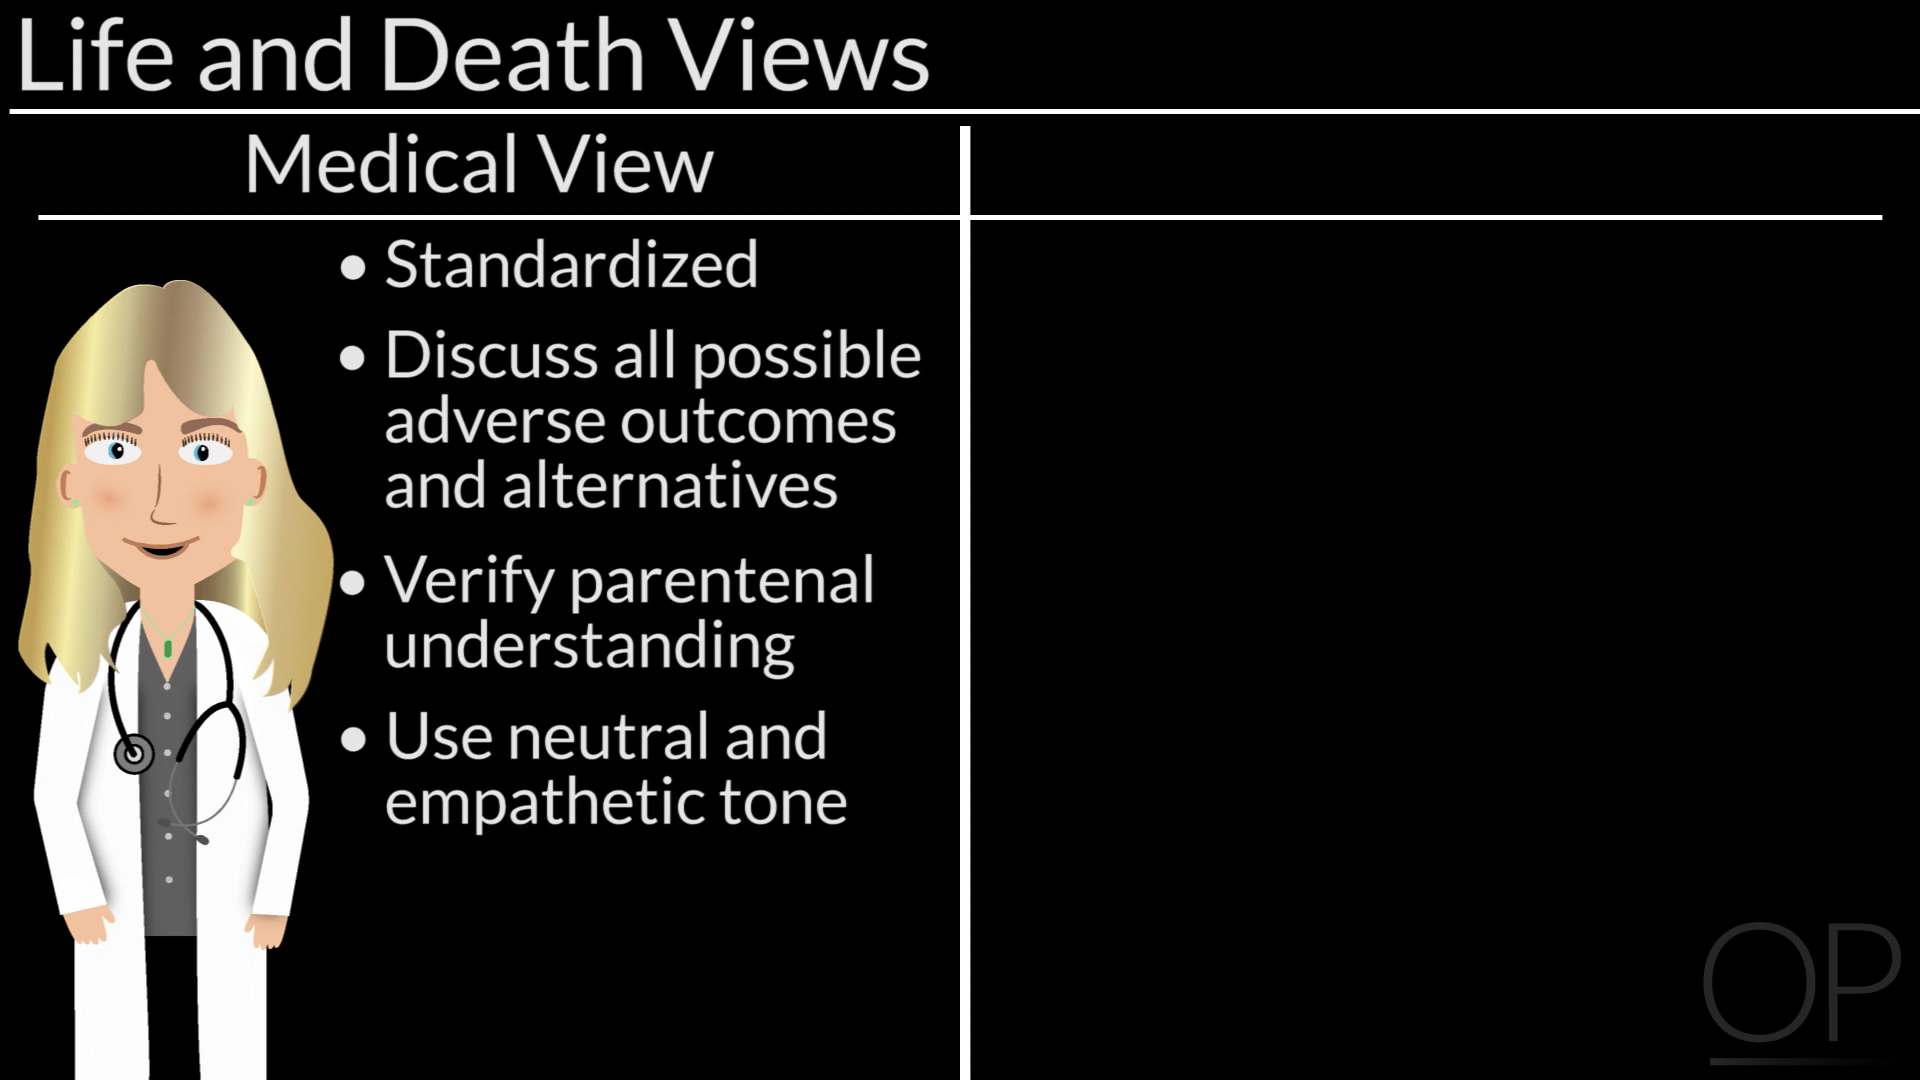 Life and Death Views
Medical View
• Standardized
• Discuss all possible
adverse outcomes
and alternatives
• Verify parentenal
understanding
• Use neutral and
empathetic tone
OP